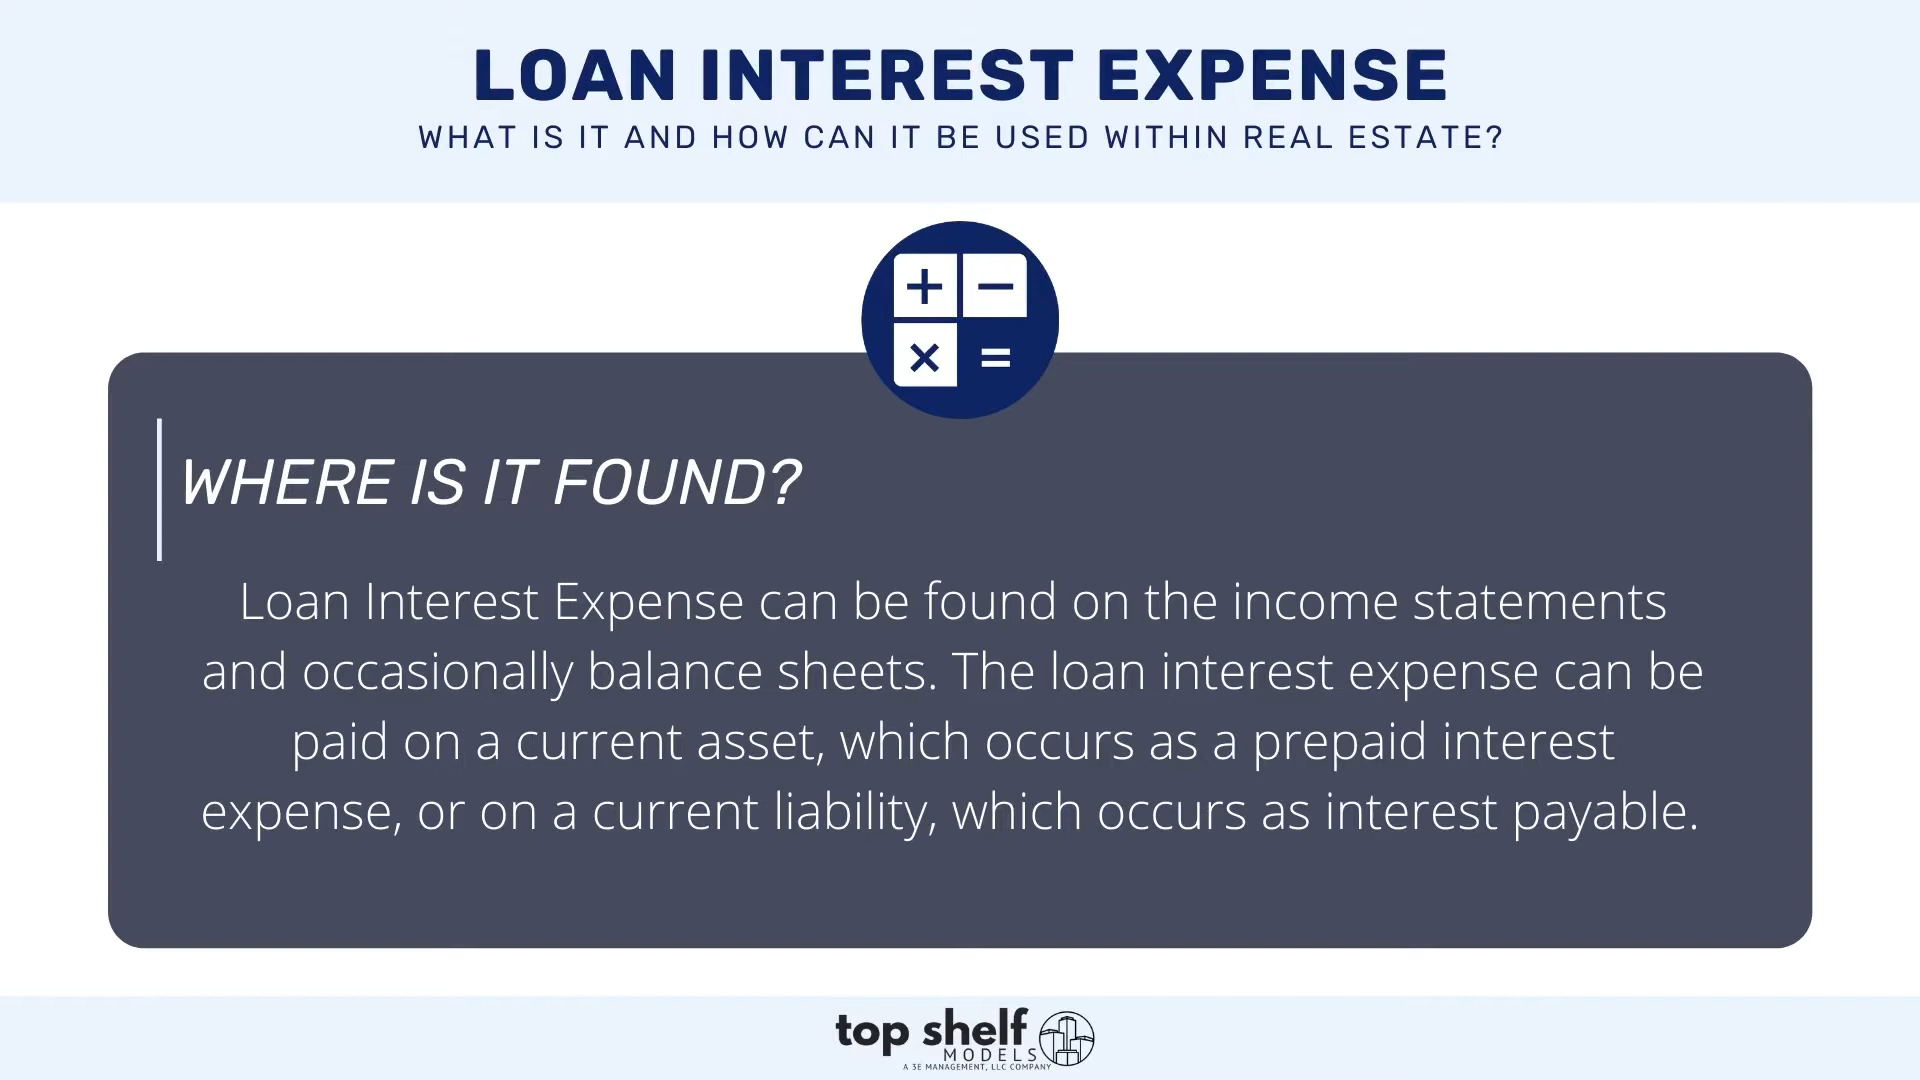 LOAN INTEREST EXPENSE
WHAT IS IT AND HOW CAN IT BE USED WITHIN REAL ESTATE?
+ −
× =
WHERE IS IT FOUND?
Loan Interest Expense can be found on the income statements
and occasionally balance sheets. The loan interest expense can be
paid on a current asset, which occurs as a prepaid interest
expense, or on a current liability, which occurs as interest payable.
top shelf
MODELS
A 3E MANAGEMENT, LLC COMPANY